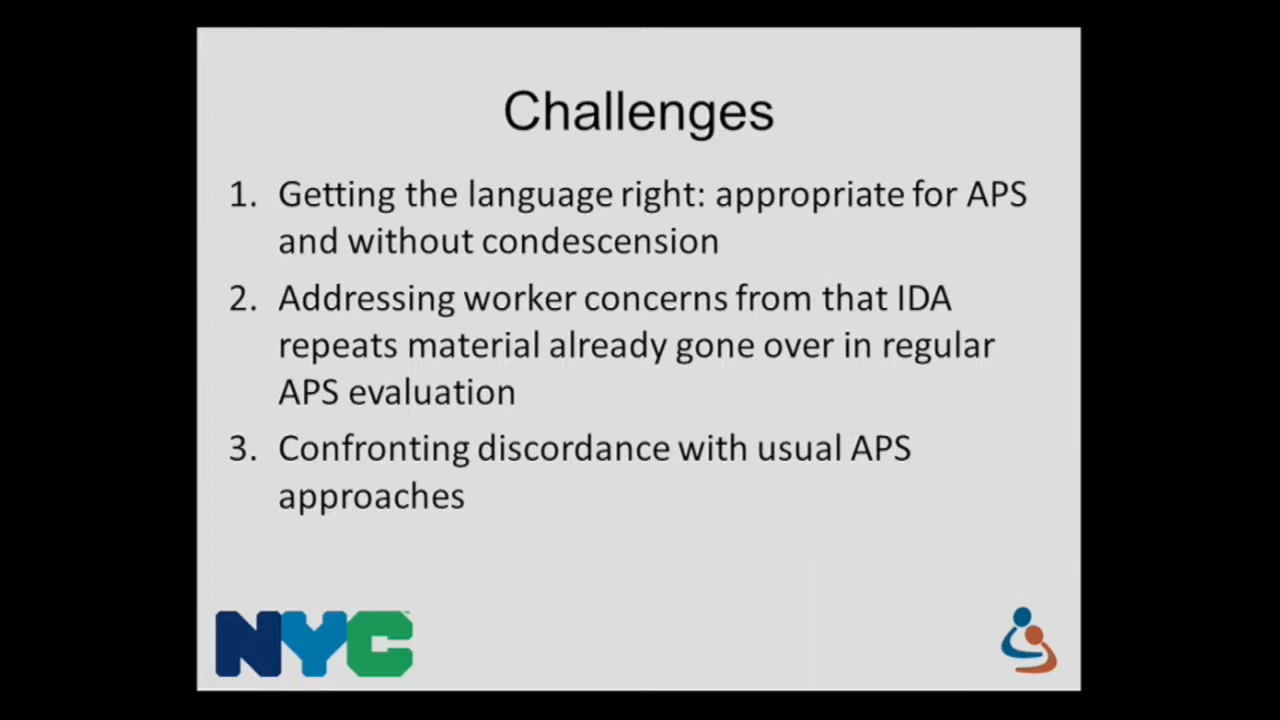 Challenges
1. Getting the language right: appropriate for APS
and without condescension
2. Addressing worker concerns from that IDA
repeats material already gone over in regular
APS evaluation
3. Confronting discordance with usual APS
approaches
NYC